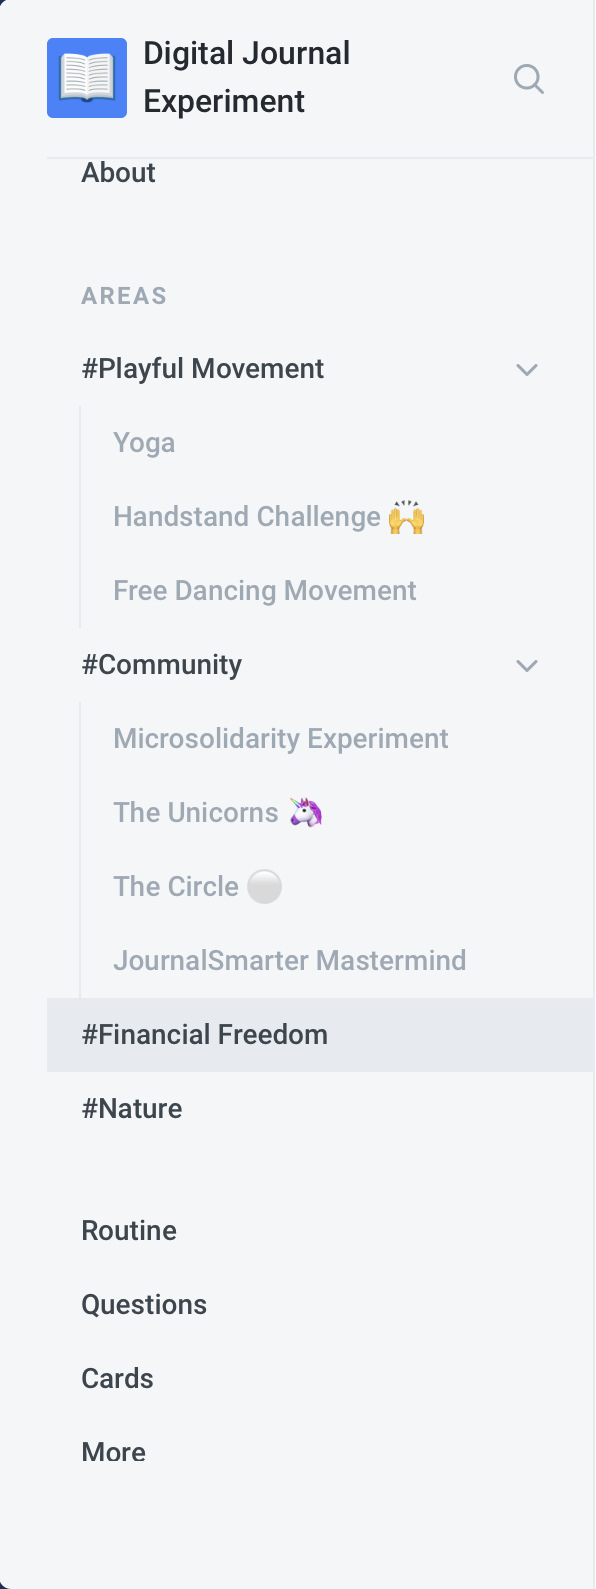 Digital Journal
Experiment
About
AREAS
#Playful Movement
Yoga
Handstand Challenge 🙌
Free Dancing Movement
#Community
Microsolidarity Experiment
The Unicorns 🦄
The Circle ⚪
JournalSmarter Mastermind
#Financial Freedom
#Nature
Routine
Questions
Cards
More